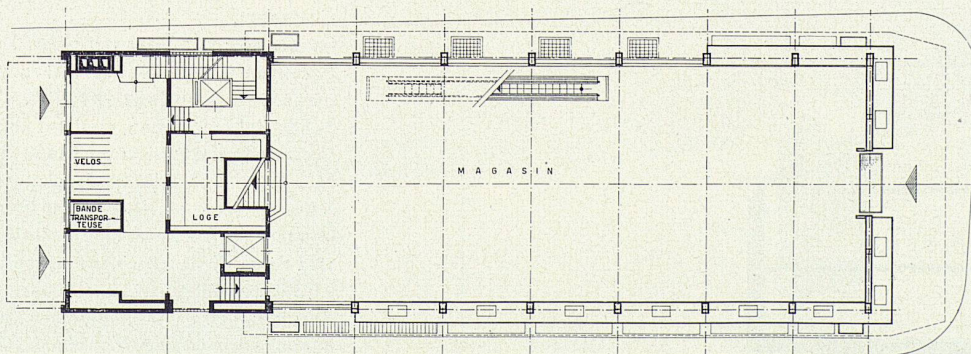 VELOS
BANDE
TRANSPOR-
TEUSE
LOGE
MAGASIN